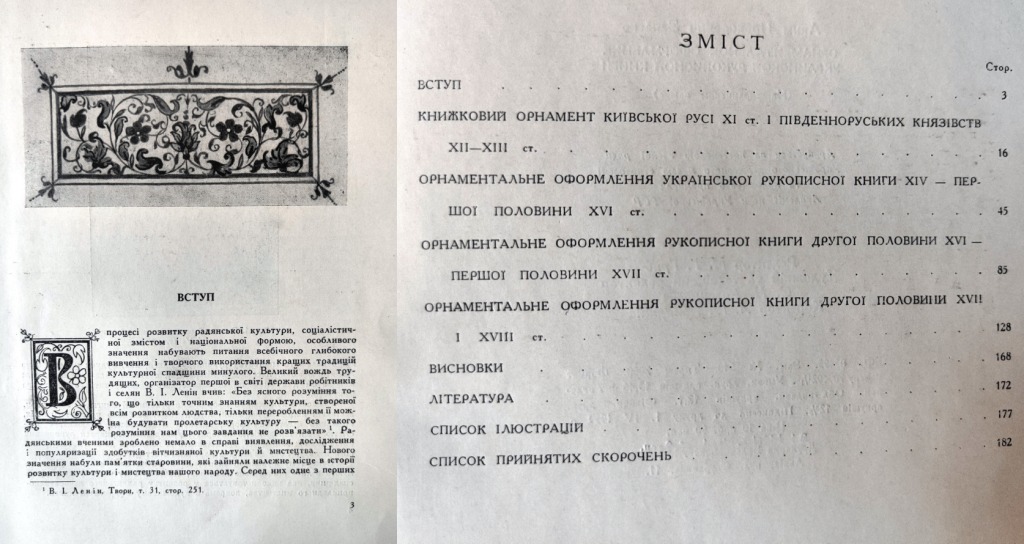 ВСТУП
В
процесі розвитку радянської культури, соціалістич-
ної змістом і національної формою, особливого
значення набувають питання всебічного глибокого
вивчення і творчого використання кращих традицій
культурної спадщини минулого. Великий вождь тру-
дящих, організатор першої в світі держави робітників
і селян В. І. Ленін вчив: «Без ясного розуміння то-
го, що тільки точним знанням культури, створеної
всім розвитком людства, тільки переробленням її мож-
на будувати пролетарську культуру — без такого
розуміння нам цього завдання не розв'язати» ¹. Ра-
дянськими вченими зроблено немало в справі виявлення, дослідження
і популяризації здобутків вітчизняної культури й мистецтва. Нового
значення набули пам'ятки старовини, які зайняли належне місце в історії
розвитку культури і мистецтва нашого народу. Серед них одне з перших
¹ В. І. Ленін, Твори, т. 31, стор. 251.
3
ЗМІСТ
Стор.
ВСТУП . . . . . . . . . . . . . . 3
КНИЖКОВИЙ ОРНАМЕНТ КИЇВСЬКОЇ РУСІ XI ст. І ПІВДЕННОРУСЬКИХ КНЯЗІВСТВ
XII—XIII ст. . . . . . . . . . . . . . 16
ОРНАМЕНТАЛЬНЕ ОФОРМЛЕННЯ УКРАЇНСЬКОЇ РУКОПИСНОЇ КНИГИ XIV — ПЕР-
ШОЇ ПОЛОВИНИ XVI ст. . . . . . . . . . . 45
ОРНАМЕНТАЛЬНЕ ОФОРМЛЕННЯ РУКОПИСНОЇ КНИГИ ДРУГОЇ ПОЛОВИНИ XVI —
ПЕРШОЇ ПОЛОВИНИ XVII ст. . . . . . . . . . . 85
ОРНАМЕНТАЛЬНЕ ОФОРМЛЕННЯ РУКОПИСНОЇ КНИГИ ДРУГОЇ ПОЛОВИНИ XVII
І XVIII ст. . . . . . . . . . . . . . 128
ВИСНОВКИ . . . . . . . . . . . . . 168
ЛІТЕРАТУРА . . . . . . . . . . . . . 172
СПИСОК ІЛЮСТРАЦІЙ . . . . . . . . . . . 177
СПИСОК ПРИЙНЯТИХ СКОРОЧЕНЬ . . . . . . . . 182